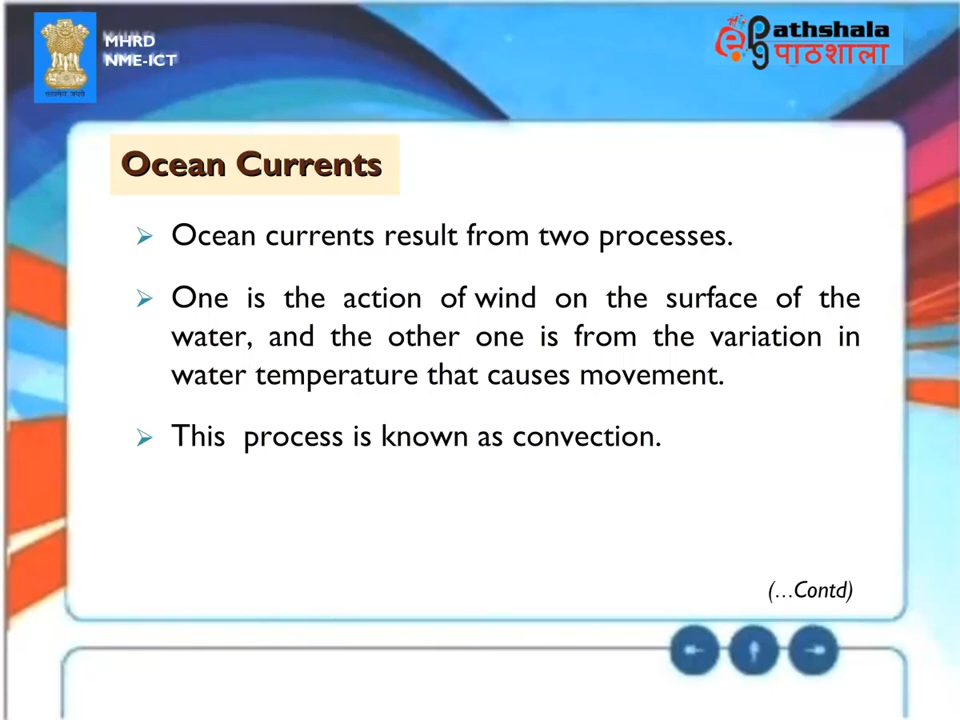 MHRD
NME-ICT
ePathshala
पाठशाला
Ocean Currents
Ocean currents result from two processes.
One is the action of wind on the surface of the
water, and the other one is from the variation in
water temperature that causes movement.
This process is known as convection.
(...Contd)